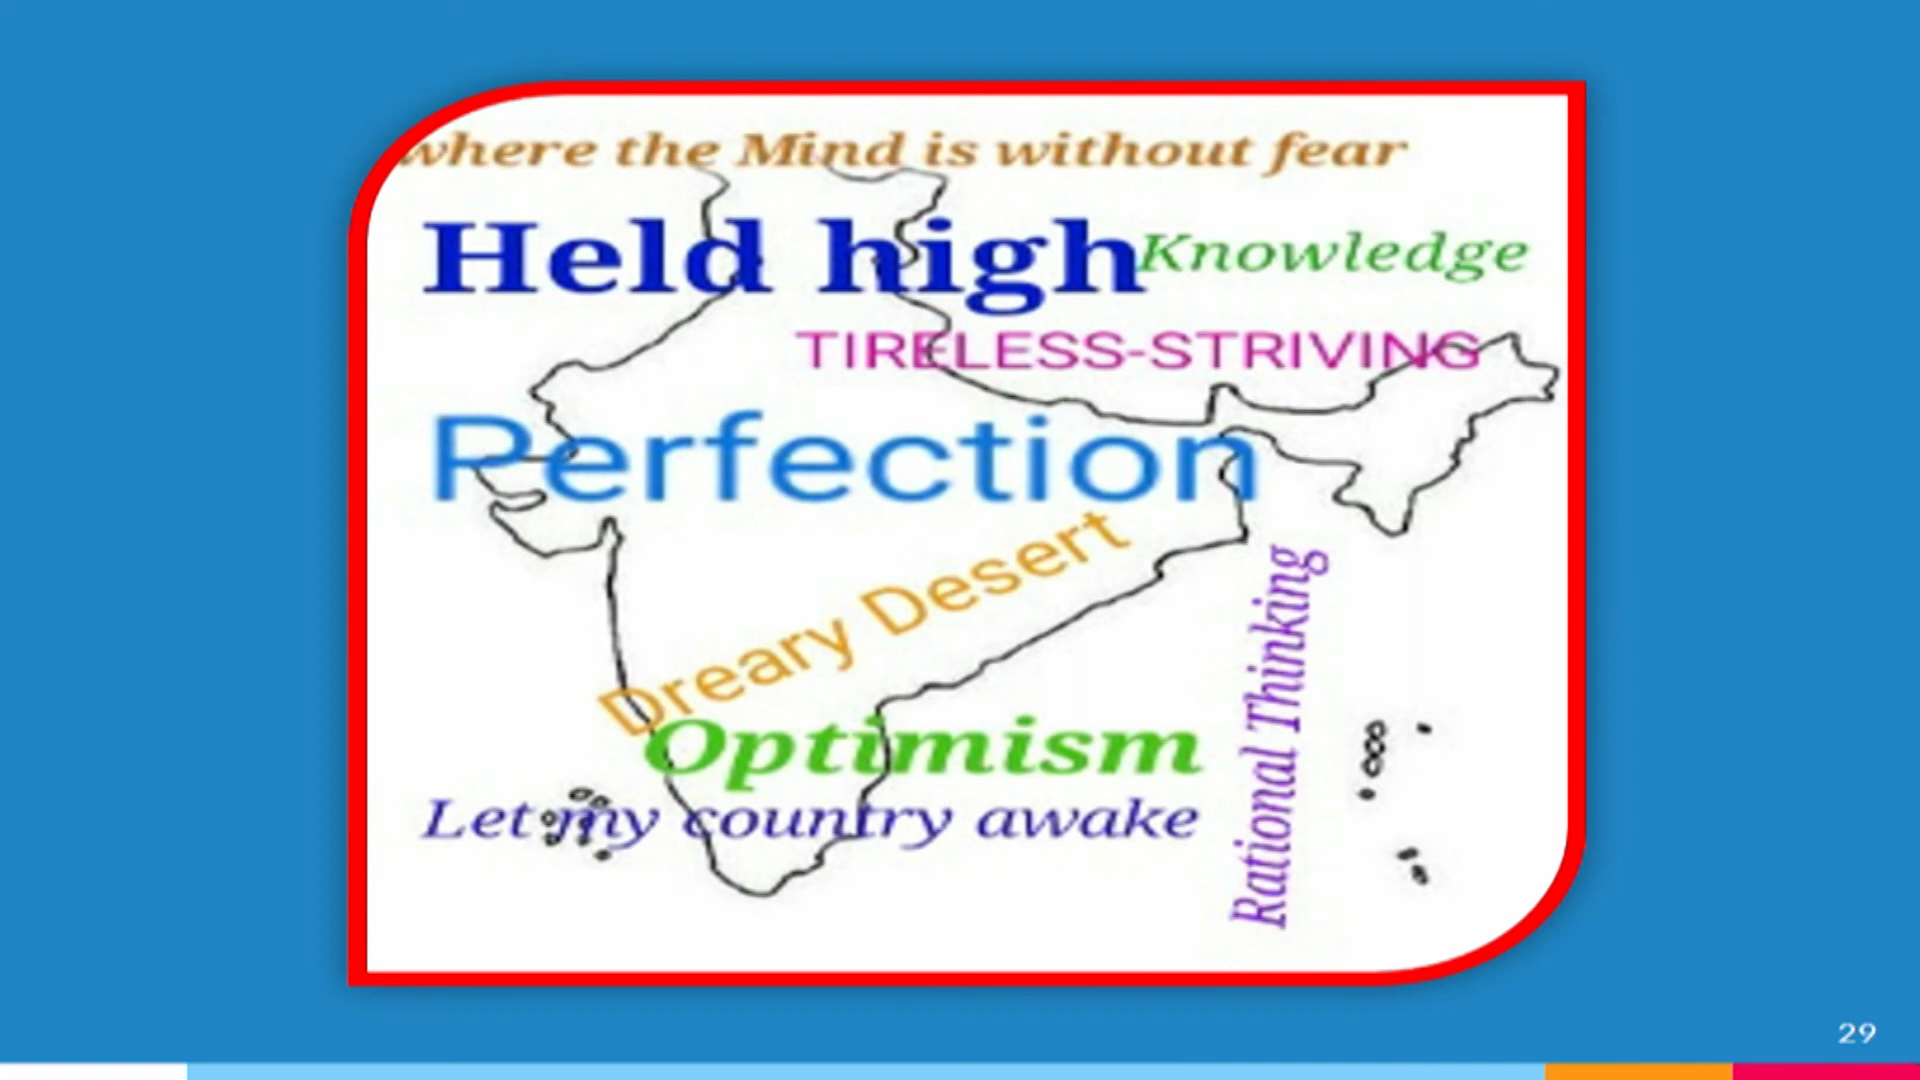 where the Mind is without fear
Held high
Knowledge
TIRELESS-STRIVING
Perfection
Dreary Desert
Rational Thinking
Optimism
Let my country awake
29